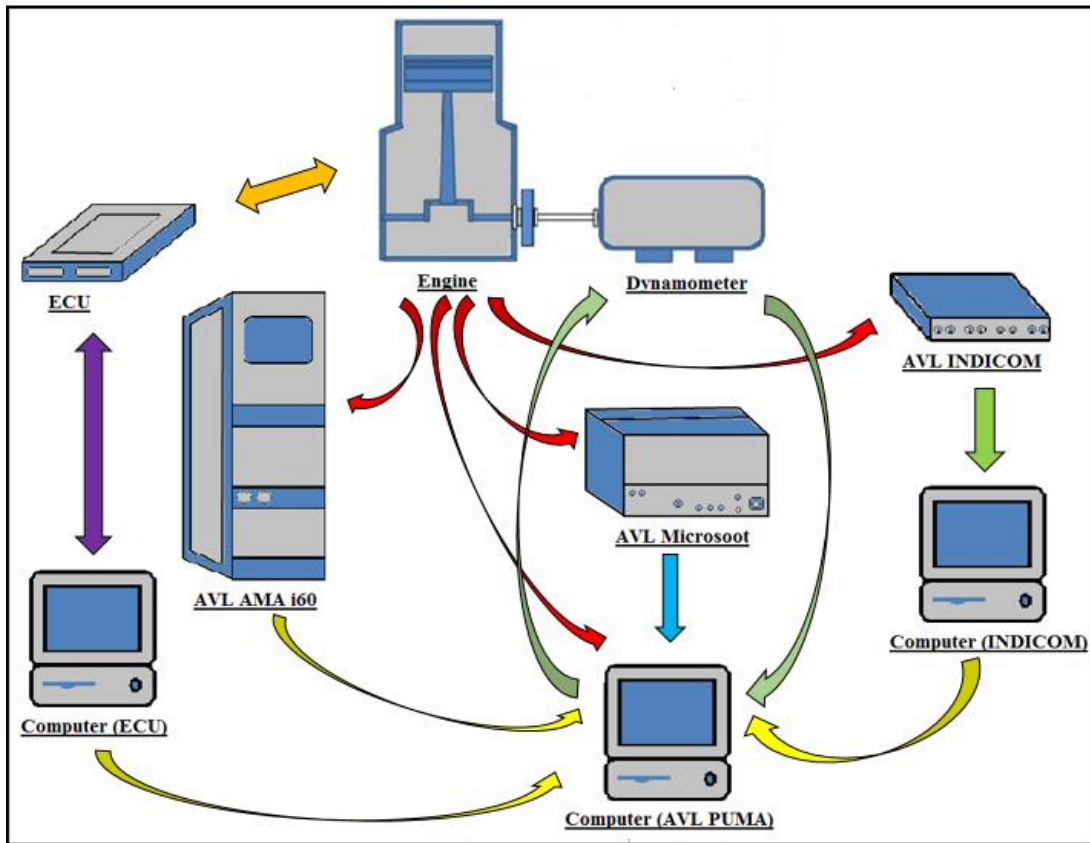 Engine
Dynamometer
ECU
AVL INDICOM
AVL Microsoot
AVL AMA i60
Computer (INDICOM)
Computer (ECU)
Computer (AVL PUMA)